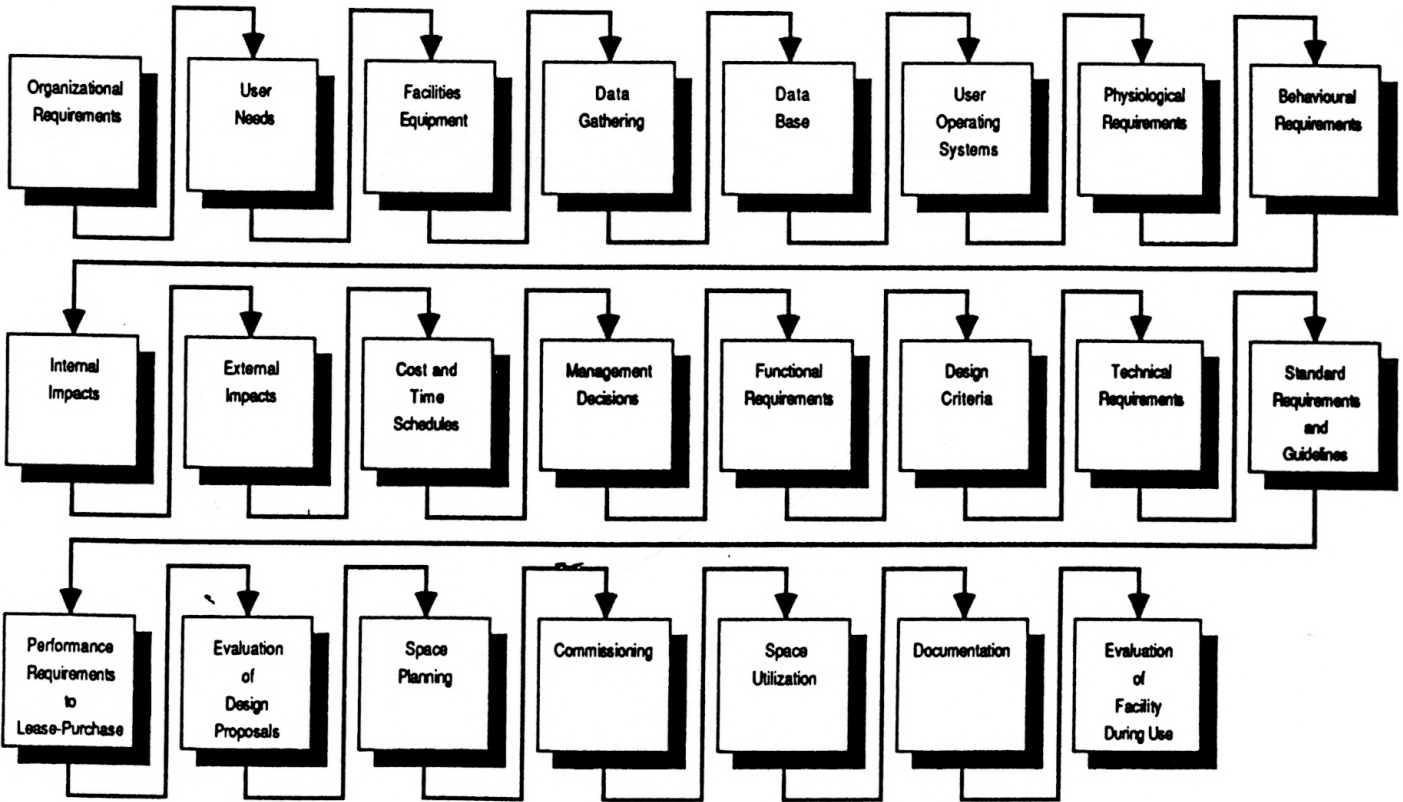 Organizational
Requirements
User
Needs
Facilities
Equipment
Data
Gathering
Data
Base
User
Operating
Systems
Physiological
Requirements
Behavioural
Requirements
Internal
Impacts
External
Impacts
Cost and
Time
Schedules
Management
Decisions
Functional
Requirements
Design
Criteria
Technical
Requirements
Standard
Requirements
and
Guidelines
Performance
Requirements
to
Lease-Purchase
Evaluation
of
Design
Proposals
Space
Planning
Commissioning
Space
Utilization
Documentation
Evaluation
of
Facility
During Use